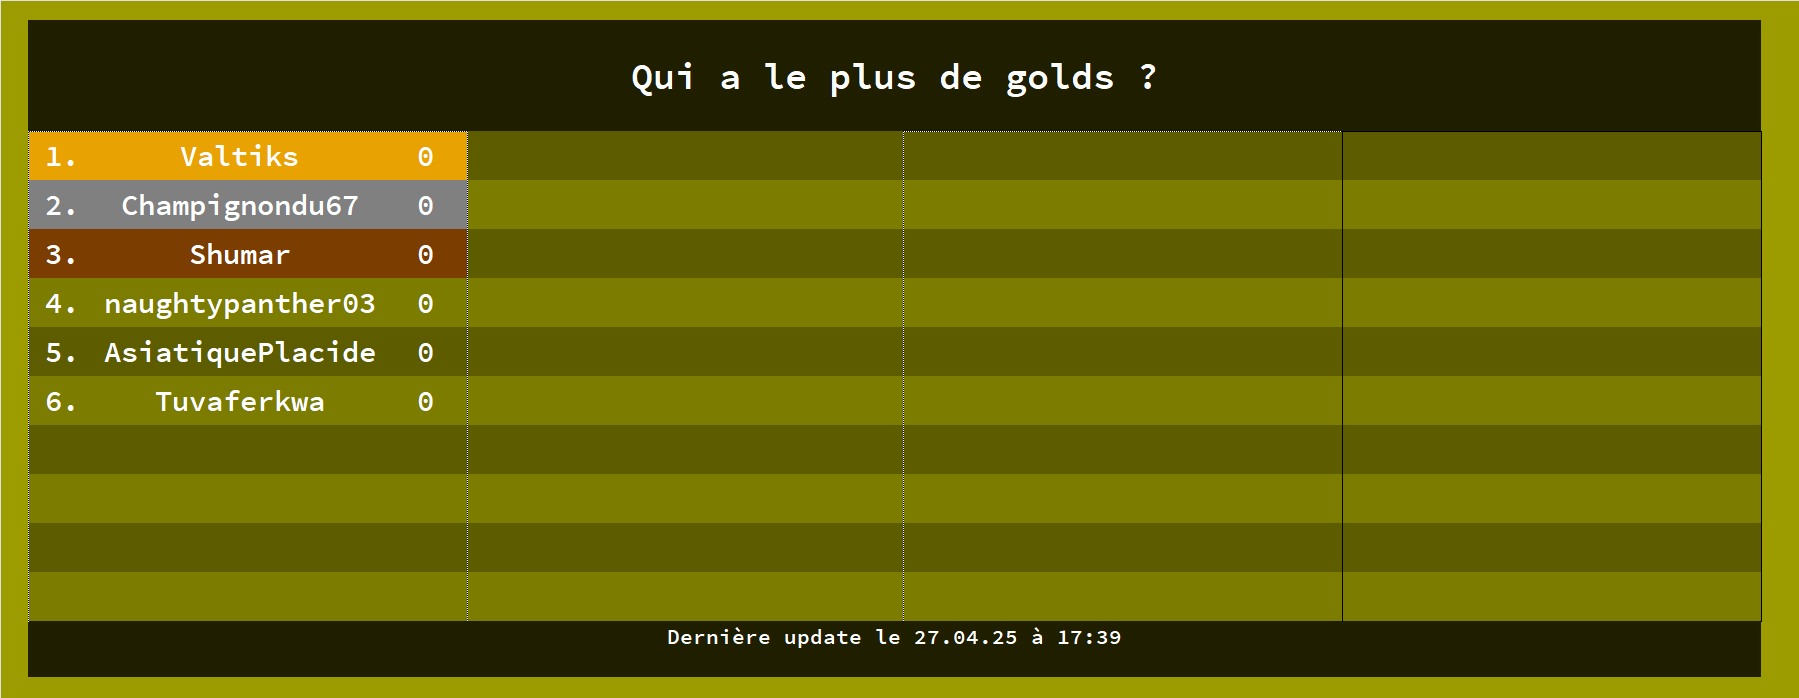 Qui a le plus de golds ?
1. Valtiks 0
2. Champignondu67 0
3. Shumar 0
4. naughtypanther03 0
5. AsiatiquePlacide 0
6. Tuvaferkwa 0
Dernière update le 27.04.25 à 17:39